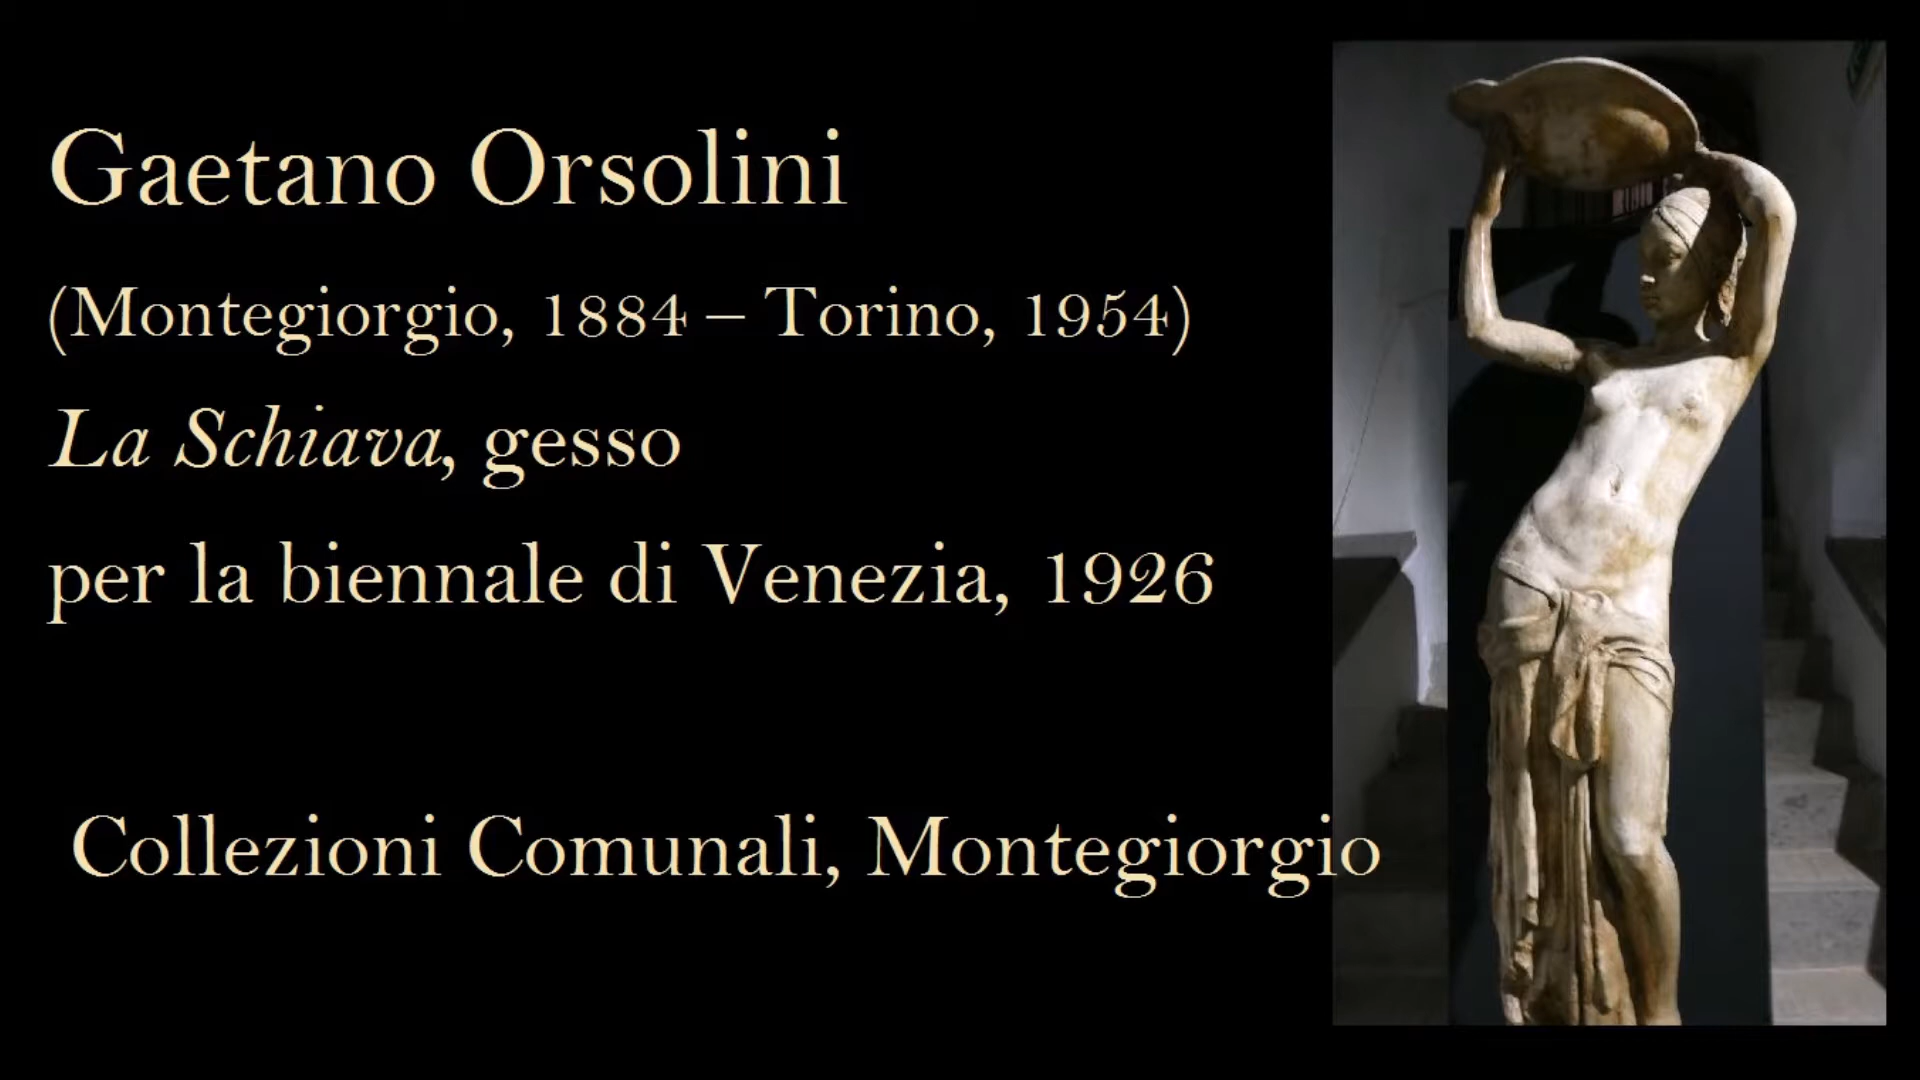 Gaetano Orsolini
(Montegiorgio, 1884 – Torino, 1954)
La Schiava, gesso
per la biennale di Venezia, 1926
Collezioni Comunali, Montegiorgio